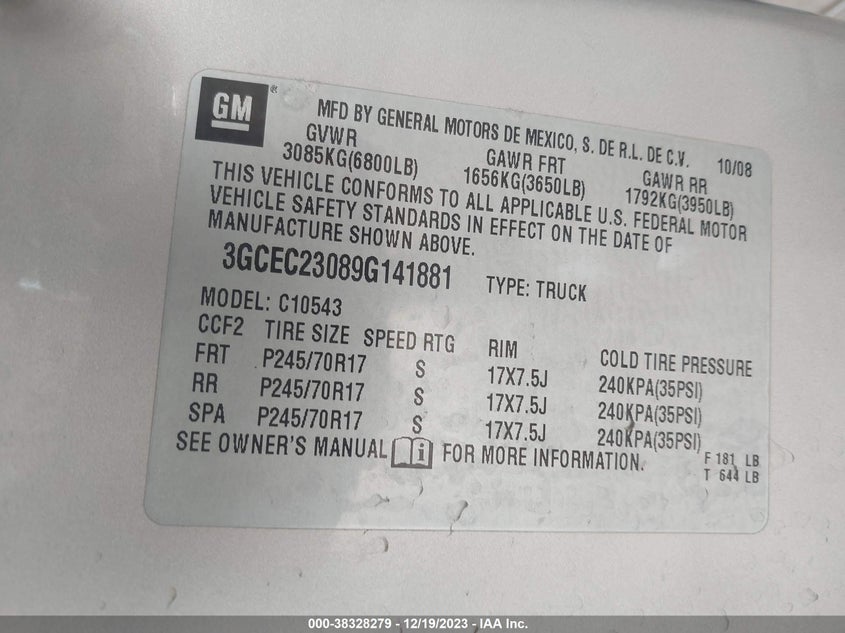 GM ® MFD BY GENERAL MOTORS DE MEXICO, S. DE R.L. DE C.V. 10/08
GVWR GAWR FRT GAWR RR
3085KG(6800LB) 1656KG(3650LB) 1792KG(3950LB)
THIS VEHICLE CONFORMS TO ALL APPLICABLE U.S. FEDERAL MOTOR
VEHICLE SAFETY STANDARDS IN EFFECT ON THE DATE OF
MANUFACTURE SHOWN ABOVE.
3GCEC23089G141881 TYPE: TRUCK
MODEL: C10543
CCF2 TIRE SIZE SPEED RTG RIM COLD TIRE PRESSURE
FRT P245/70R17 S 17X7.5J 240KPA(35PSI)
RR P245/70R17 S 17X7.5J 240KPA(35PSI)
SPA P245/70R17 S 17X7.5J 240KPA(35PSI)
SEE OWNER'S MANUAL i FOR MORE INFORMATION. F 181 LB
T 644 LB
000-38328279 - 12/19/2023 - IAA Inc.